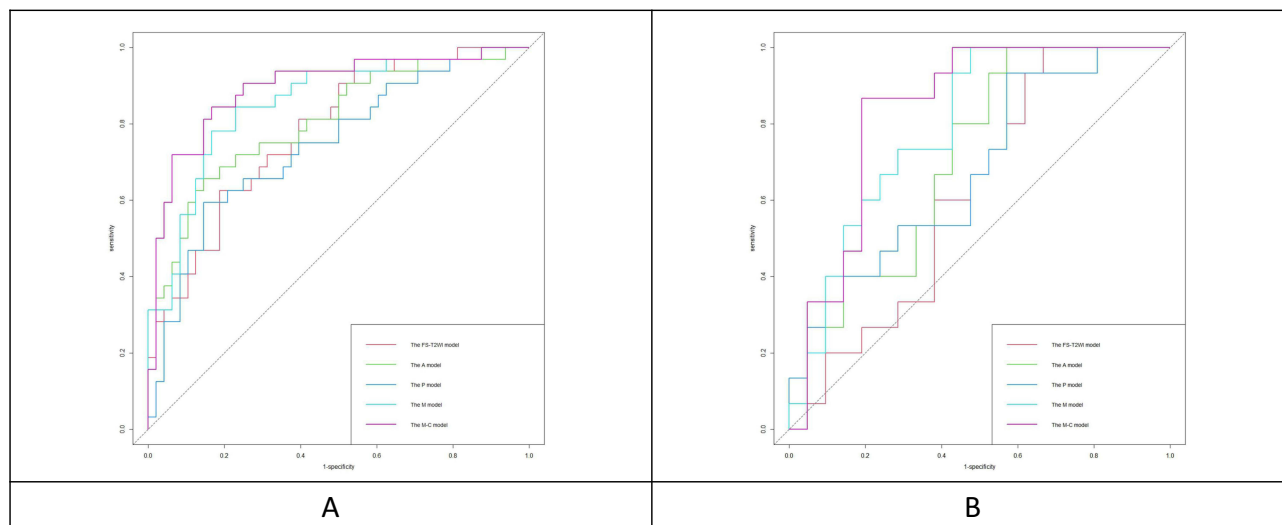 1.0
0.8
0.6
0.4
0.2
0.0
sensitivity
0.0 0.2 0.4 0.6 0.8 1.0
1-specificity
The FS-T2WI model
The A model
The P model
The M model
The M-C model
A
1.0
0.8
0.6
0.4
0.2
0.0
sensitivity
0.0 0.2 0.4 0.6 0.8 1.0
1-specificity
The FS-T2WI model
The A model
The P model
The M model
The M-C model
B